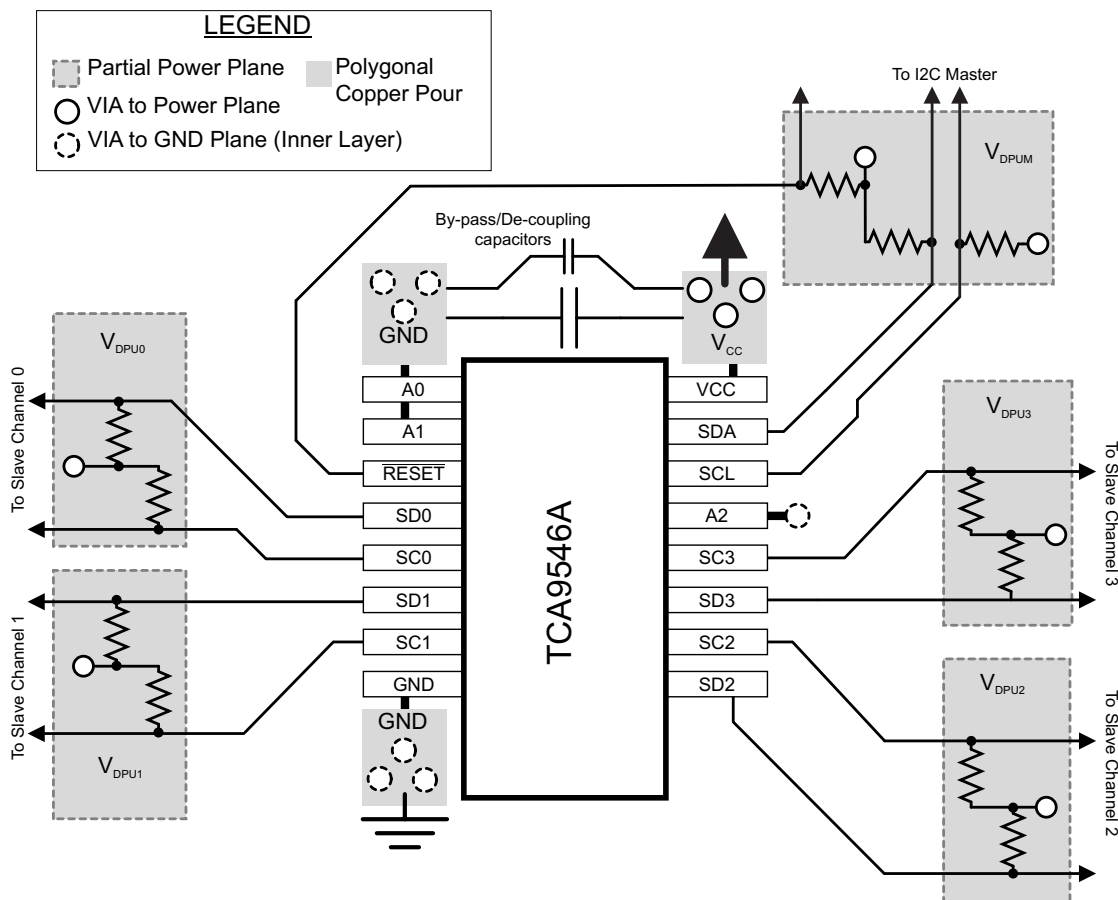 LEGEND
Partial Power Plane
Polygonal
Copper Pour
VIA to Power Plane
VIA to GND Plane (Inner Layer)
To I2C Master
VDPUM
By-pass/De-coupling
capacitors
GND
VCC
VDPU0
To Slave Channel 0
A0
A1
RESET
SD0
SC0
SD1
SC1
GND
TCA9546A
VCC
SDA
SCL
A2
SC3
SD3
SC2
SD2
VDPU3
To Slave Channel 3
To Slave Channel 1
VDPU1
GND
VDPU2
To Slave Channel 2